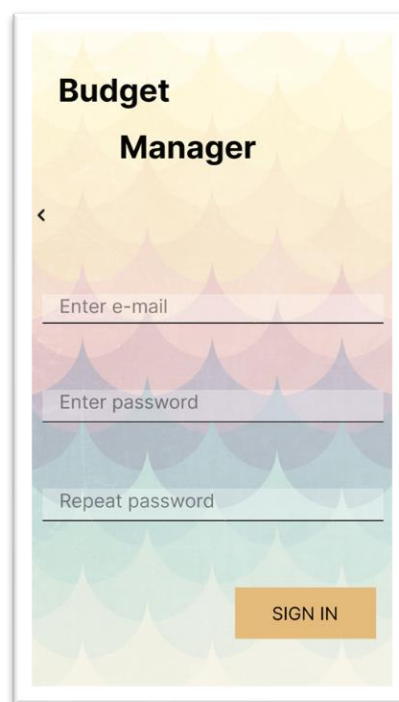 Budget
Manager
Enter e-mail
Enter password
Repeat password
SIGN IN